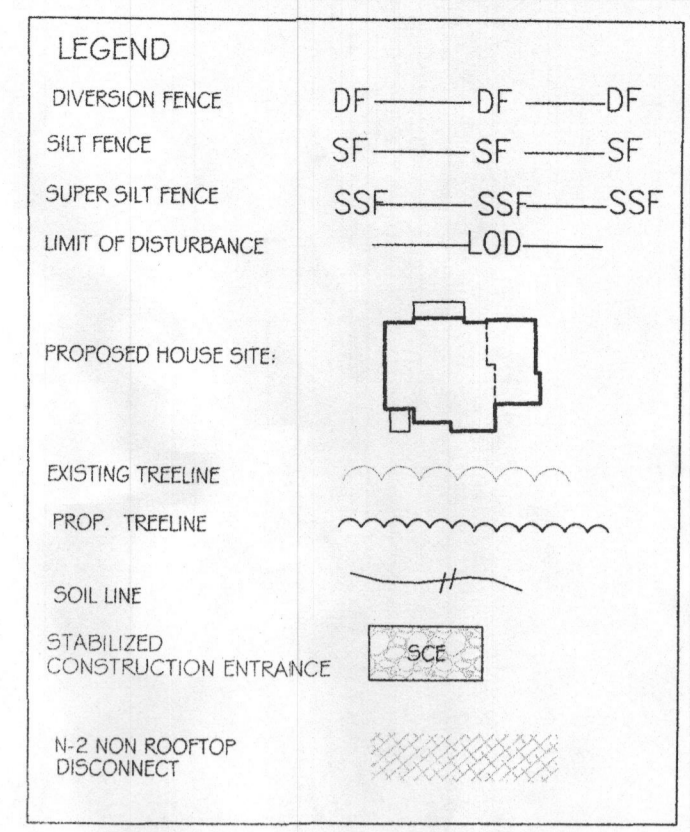 LEGEND
DIVERSION FENCE DF DF DF
SILT FENCE SF SF SF
SUPER SILT FENCE SSF SSF SSF
LIMIT OF DISTURBANCE LOD
PROPOSED HOUSE SITE:
EXISTING TREELINE
PROP. TREELINE
SOIL LINE
STABILIZED
CONSTRUCTION ENTRANCE SCE
N-2 NON ROOFTOP
DISCONNECT